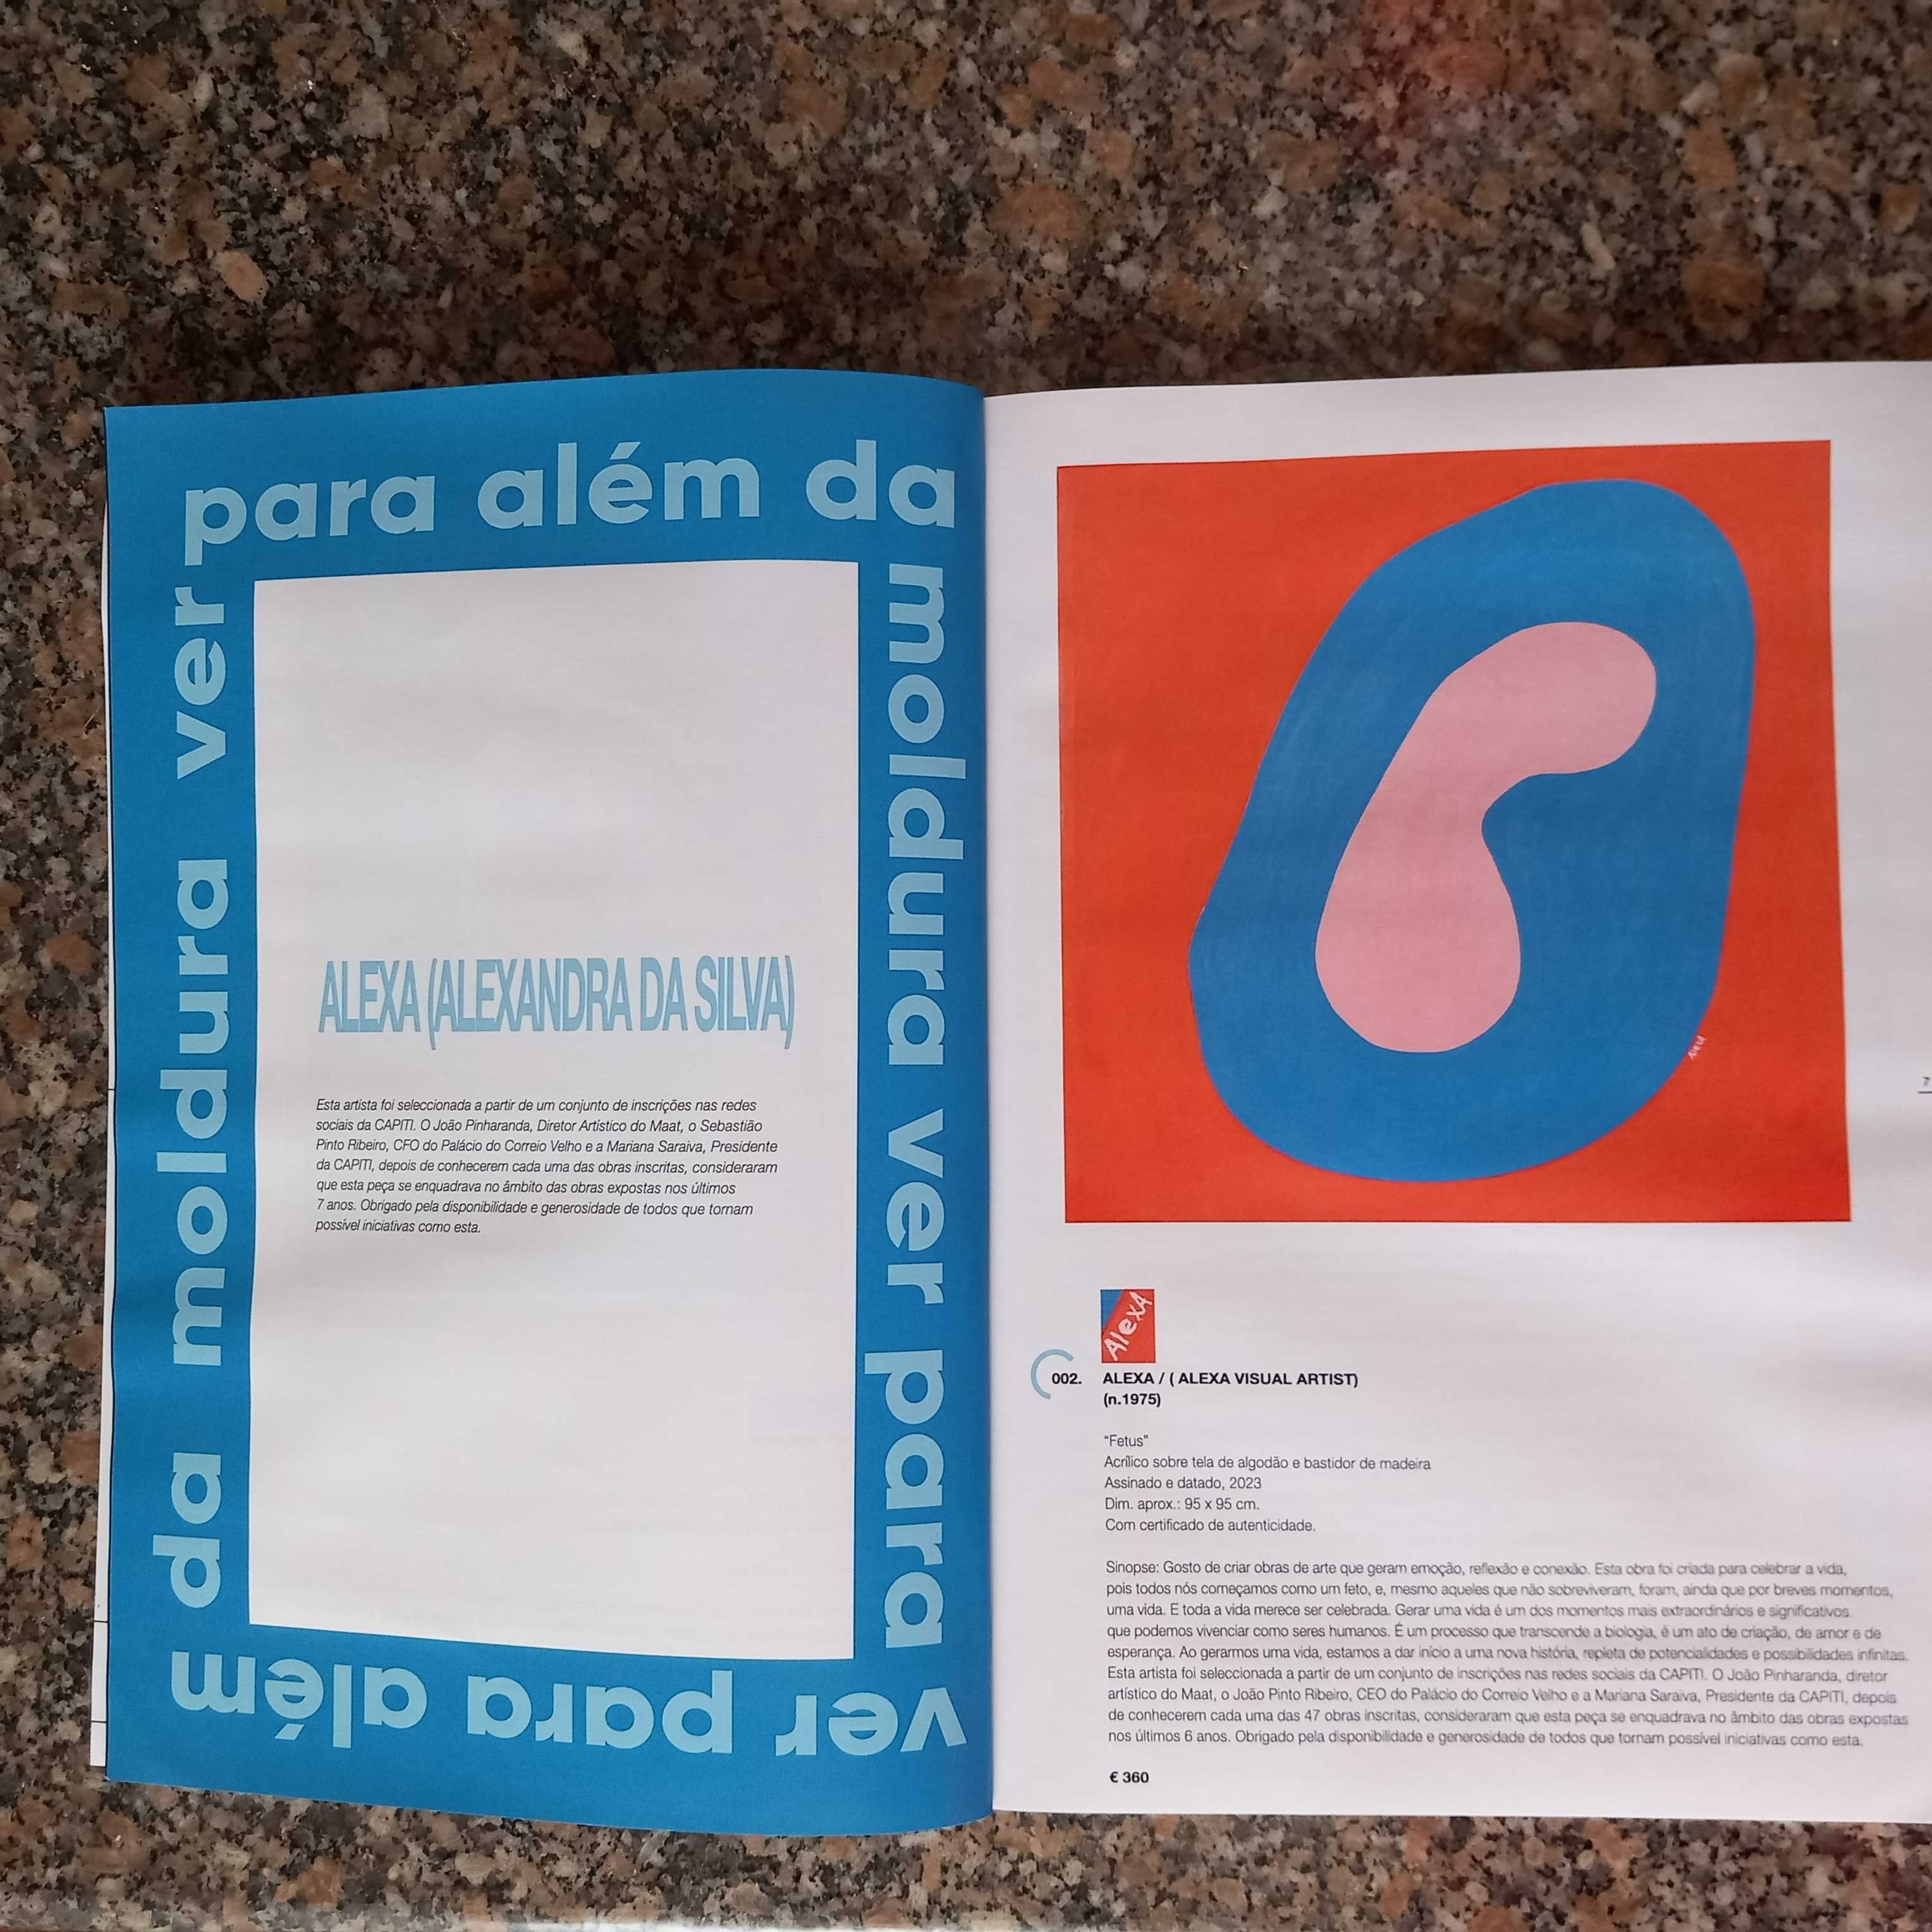 para além da
moldura ver para
ver para além
da moldura ver
ALEXA (ALEXANDRA DA SILVA)
Esta artista foi seleccionada a partir de um conjunto de inscrições nas redes
sociais da CAPITI. O João Pinharanda, Diretor Artístico do Maat, o Sebastião
Pinto Ribeiro, CFO do Palácio do Correio Velho e a Mariana Saraiva, Presidente
da CAPITI, depois de conhecerem cada uma das obras inscritas, consideraram
que esta peça se enquadrava no âmbito das obras expostas nos últimos
7 anos. Obrigado pela disponibilidade e generosidade de todos que tornam
possível iniciativas como esta.
Alexa
7
AlexA
002. ALEXA / ( ALEXA VISUAL ARTIST)
(n.1975)
“Fetus”
Acrílico sobre tela de algodão e bastidor de madeira
Assinado e datado, 2023
Dim. aprox.: 95 x 95 cm.
Com certificado de autenticidade.
Sinopse: Gosto de criar obras de arte que geram emoção, reflexão e conexão. Esta obra foi criada para celebrar a vida,
pois todos nós começamos como um feto, e, mesmo aqueles que não sobreviveram, foram, ainda que por breves momentos,
uma vida. E toda a vida merece ser celebrada. Gerar uma vida é um dos momentos mais extraordinários e significativos
que podemos vivenciar como seres humanos. É um processo que transcende a biologia, é um ato de criação, de amor e de
esperança. Ao gerarmos uma vida, estamos a dar início a uma nova história, repleta de potencialidades e possibilidades infinitas.
Esta artista foi seleccionada a partir de um conjunto de inscrições nas redes sociais da CAPITI. O João Pinharanda, diretor
artístico do Maat, o João Pinto Ribeiro, CEO do Palácio do Correio Velho e a Mariana Saraiva, Presidente da CAPITI, depois
de conhecerem cada uma das 47 obras inscritas, consideraram que esta peça se enquadrava no âmbito das obras expostas
nos últimos 6 anos. Obrigado pela disponibilidade e generosidade de todos que tornam possível iniciativas como esta.
€ 360